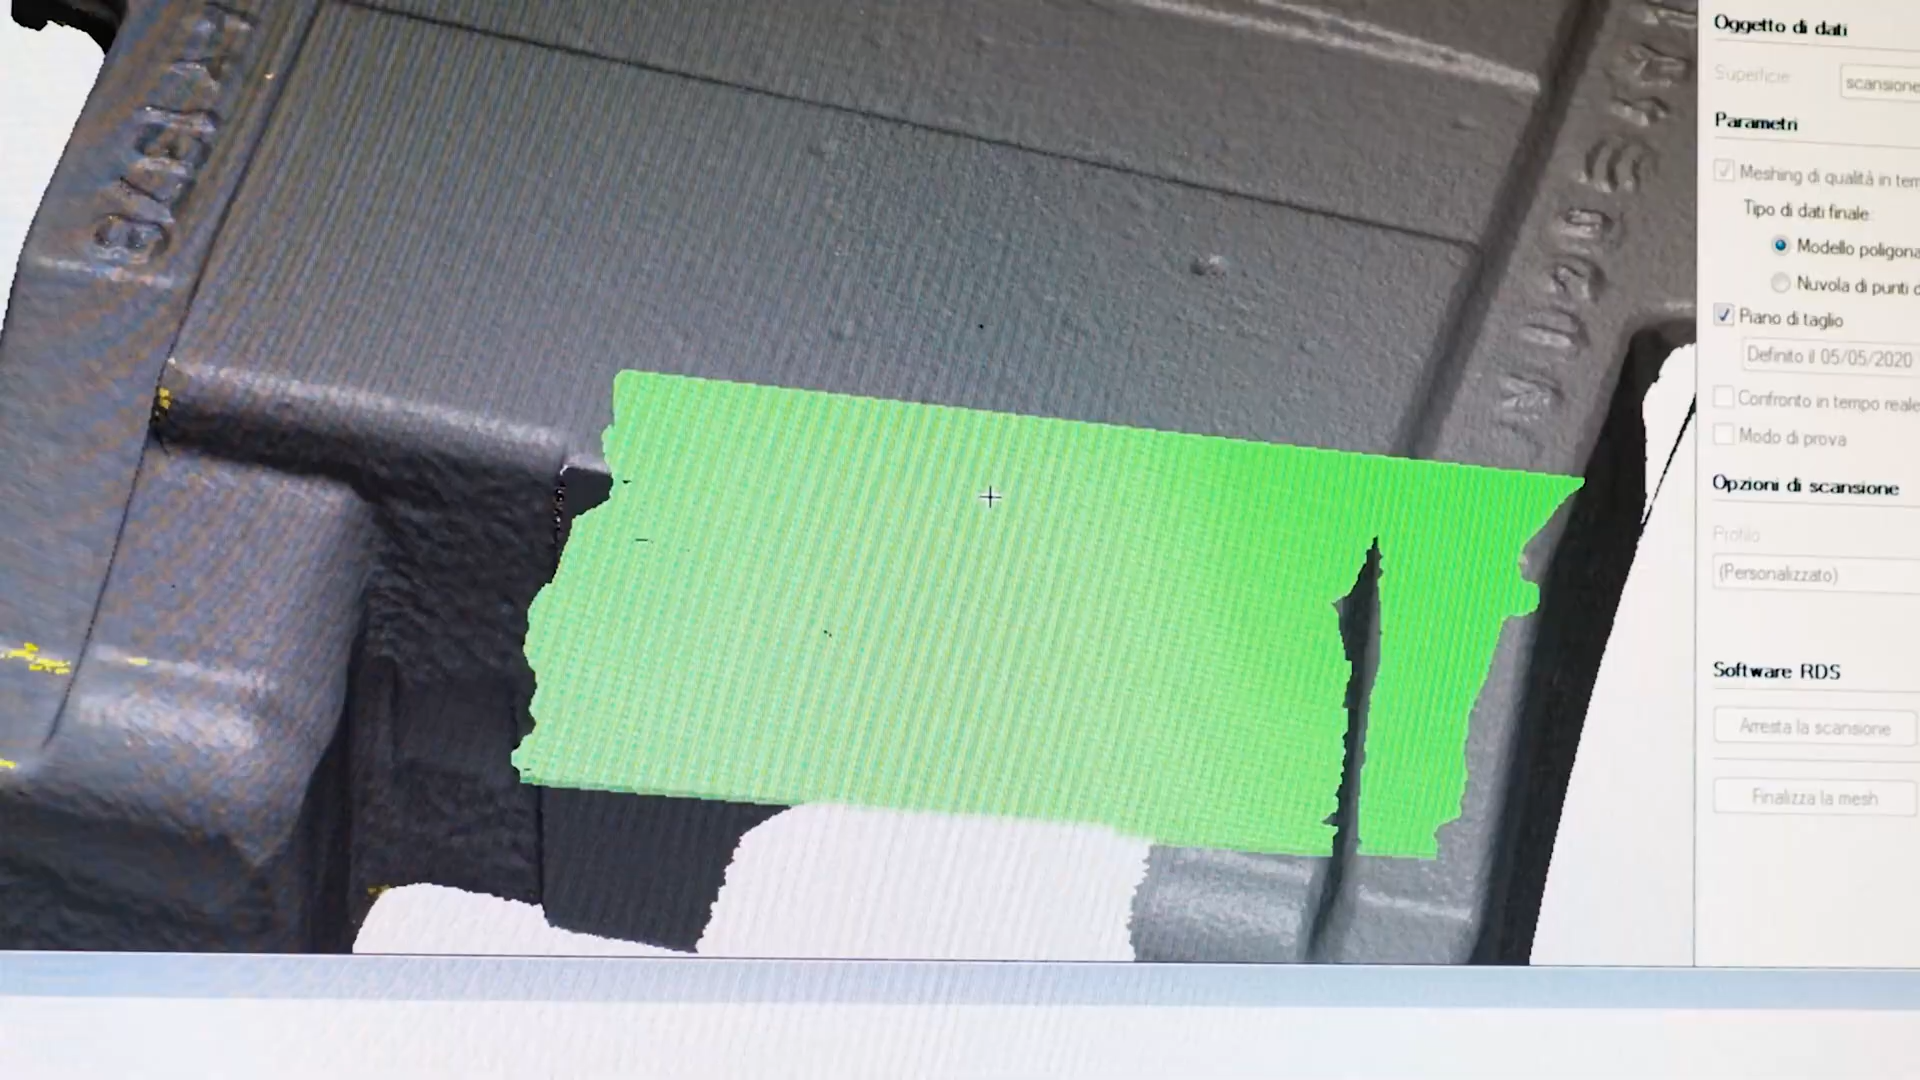 Oggetto di dati
Superficie
scansione
Parametri
Meshing di qualità in tem
Tipo di dati finale:
Modello poligona
Nuvola di punti
Piano di taglio
Definito il 05/05/2020
Confronto in tempo reale
Modo di prova
Opzioni di scansione
Profilo
(Personalizzato)
Software RDS
Arresta la scansione
Finalizza la mesh